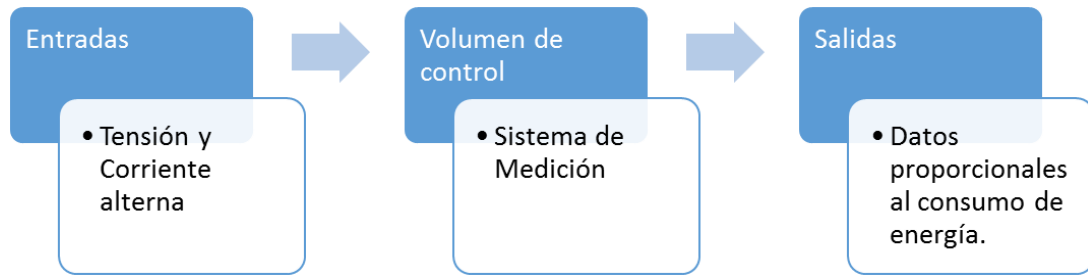 Entradas
• Tensión y
Corriente
alterna
Volumen de
control
• Sistema de
Medición
Salidas
• Datos
proporcionales
al consumo de
energía.